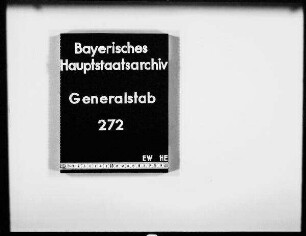 Bayerisches
Hauptstaatsarchiv
Generalstab
272
EW HE